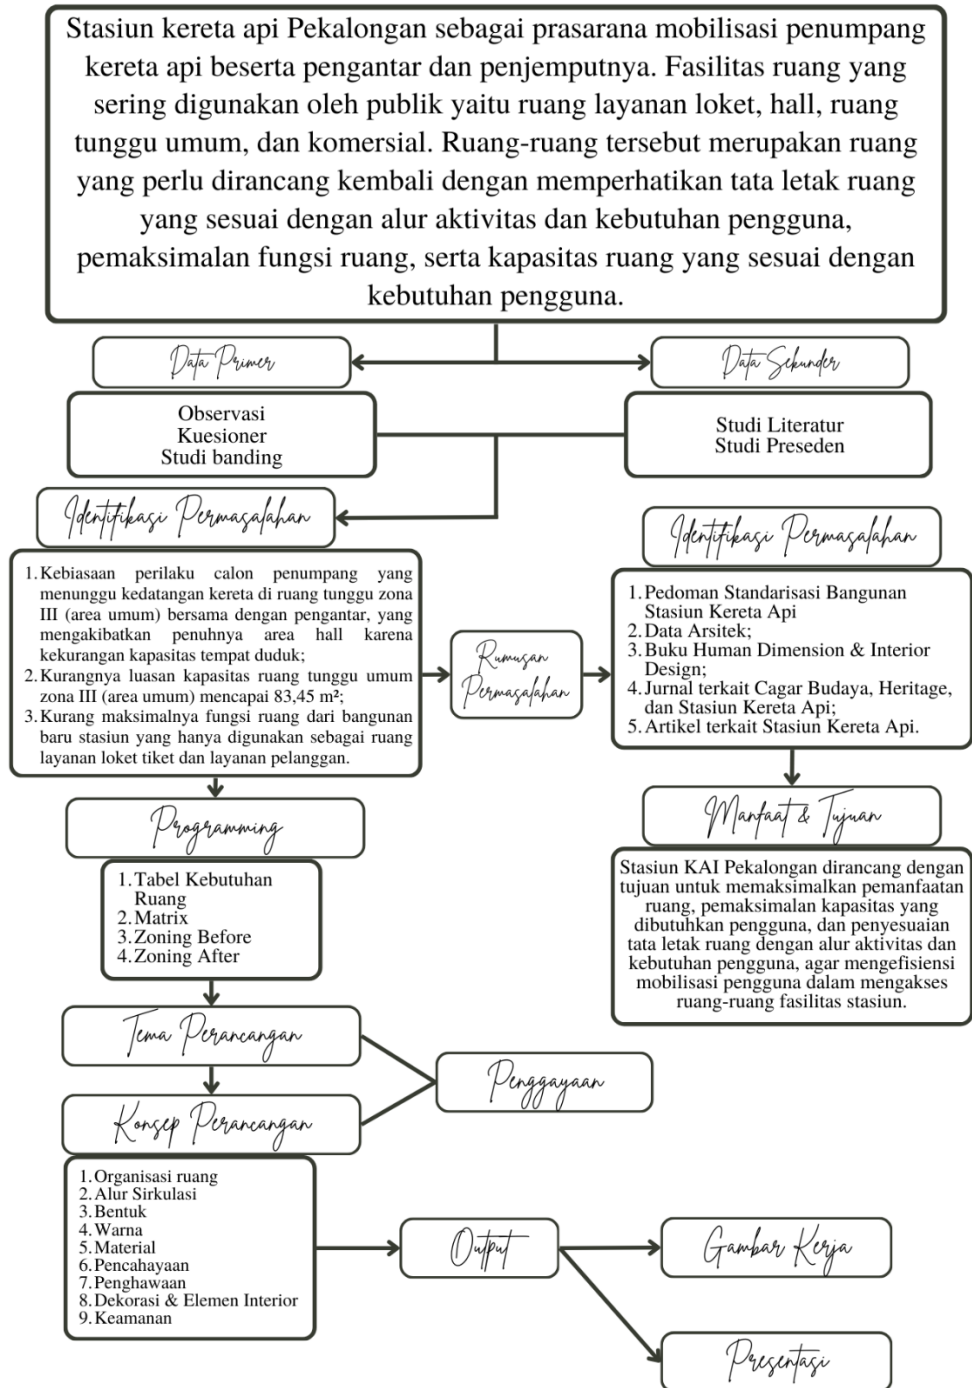 Stasiun kereta api Pekalongan sebagai prasarana mobilisasi penumpang
kereta api beserta pengantar dan penjemputnya. Fasilitas ruang yang
sering digunakan oleh publik yaitu ruang layanan loket, hall, ruang
tunggu umum, dan komersial. Ruang-ruang tersebut merupakan ruang
yang perlu dirancang kembali dengan memperhatikan tata letak ruang
yang sesuai dengan alur aktivitas dan kebutuhan pengguna,
pemaksimalan fungsi ruang, serta kapasitas ruang yang sesuai dengan
kebutuhan pengguna.
Data Primer
Data Sekunder
Observasi
Kuesioner
Studi banding
Studi Literatur
Studi Preseden
Identifikasi Permasalahan
1. Kebiasaan perilaku calon penumpang yang
menunggu kedatangan kereta di ruang tunggu zona
III (area umum) bersama dengan pengantar, yang
mengakibatkan penuhnya area hall karena
kekurangan kapasitas tempat duduk;
2. Kurangnya luasan kapasitas ruang tunggu umum
zona III (area umum) mencapai 83,45 m²;
3. Kurang maksimalnya fungsi ruang dari bangunan
baru stasiun yang hanya digunakan sebagai ruang
layanan loket tiket dan layanan pelanggan.
Rumusan
Permasalahan
Identifikasi Permasalahan
1. Pedoman Standarisasi Bangunan
Stasiun Kereta Api
2. Data Arsitek;
3. Buku Human Dimension & Interior
Design;
4. Jurnal terkait Cagar Budaya, Heritage,
dan Stasiun Kereta Api;
5. Artikel terkait Stasiun Kereta Api.
Manfaat & Tujuan
Stasiun KAI Pekalongan dirancang dengan
tujuan untuk memaksimalkan pemanfaatan
ruang, pemaksimalan kapasitas yang
dibutuhkan pengguna, dan penyesuaian
tata letak ruang dengan alur aktivitas dan
kebutuhan pengguna, agar mengefisiensi
mobilisasi pengguna dalam mengakses
ruang-ruang fasilitas stasiun.
Programming
1. Tabel Kebutuhan
Ruang
2. Matrix
3. Zoning Before
4. Zoning After
Tema Perancangan
Penggayaan
Konsep Perancangan
1. Organisasi ruang
2. Alur Sirkulasi
3. Bentuk
4. Warna
5. Material
6. Pencahayaan
7. Penghawaan
8. Dekorasi & Elemen Interior
9. Keamanan
Output
Gambar Kerja
Presentasi